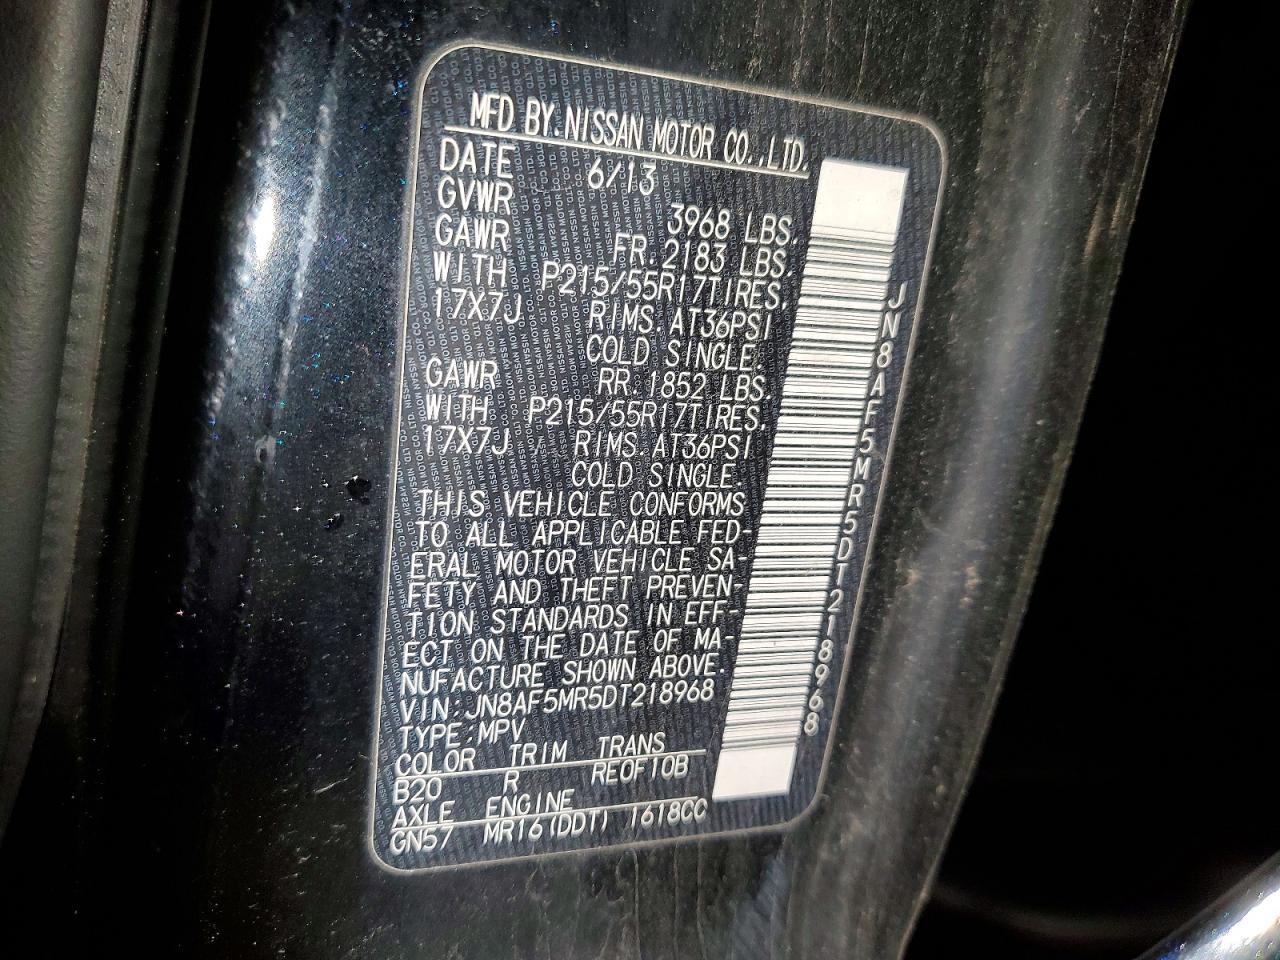 MFD BY NISSAN MOTOR CO.,LTD.
DATE 6/13
GVWR 3968 LBS.
GAWR FR. 2183 LBS.
WITH P215/55R17TIRES.
17X7J RIMS. AT36PSI
COLD SINGLE.
GAWR RR. 1852 LBS.
WITH P215/55R17TIRES.
17X7J RIMS. AT36PSI
COLD SINGLE.
THIS VEHICLE CONFORMS
TO ALL APPLICABLE FED-
ERAL MOTOR VEHICLE SA-
FETY AND THEFT PREVEN-
TION STANDARDS IN EFF-
ECT ON THE DATE OF MA-
NUFACTURE SHOWN ABOVE.
VIN:JN8AF5MR5DT218968
TYPE:MPV
COLOR TRIM TRANS
B20 R RE0F10B
AXLE ENGINE
GN57 MR16(DDT) 1618CC
JN8AF5MR5DT218968